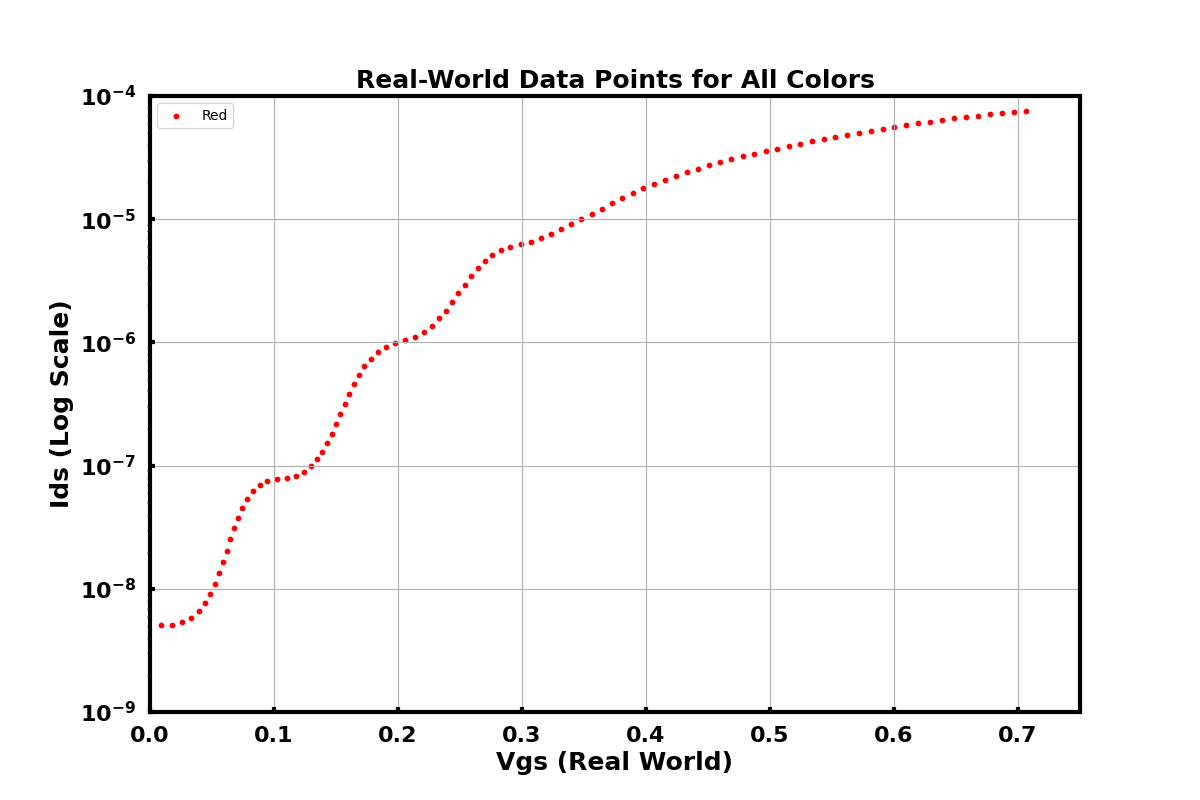 Real-World Data Points for All Colors
Red
10⁻⁴
10⁻⁵
10⁻⁶
10⁻⁷
10⁻⁸
10⁻⁹
Ids (Log Scale)
0.0 0.1 0.2 0.3 0.4 0.5 0.6 0.7
Vgs (Real World)